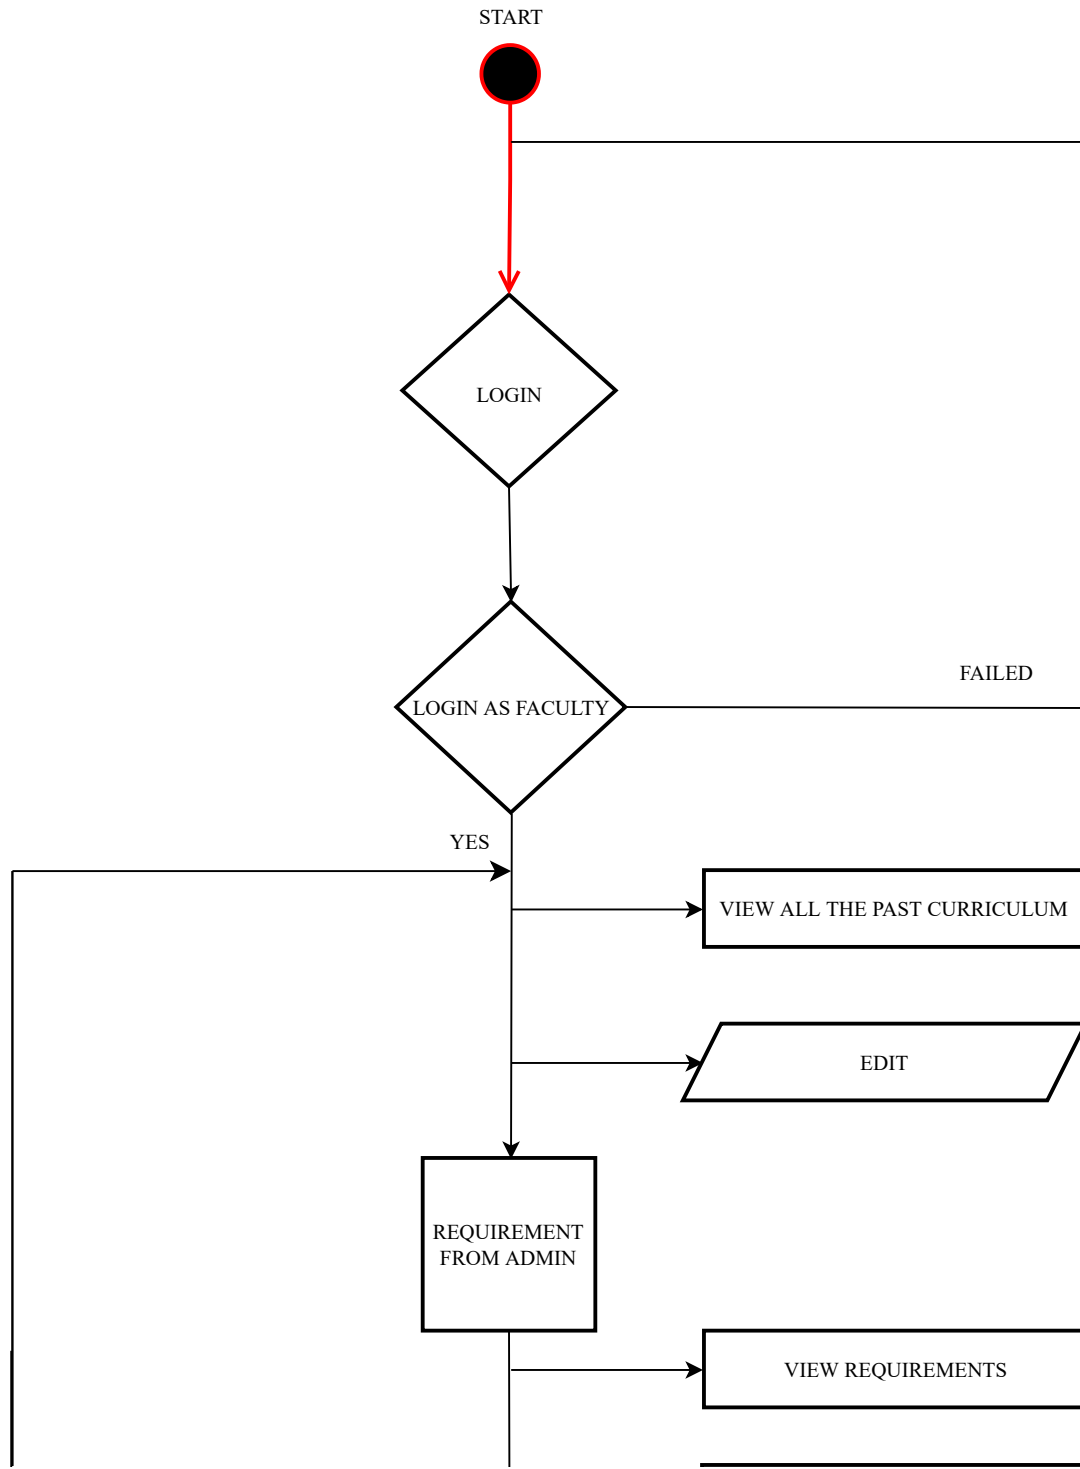 START
LOGIN
LOGIN AS FACULTY
FAILED
YES
VIEW ALL THE PAST CURRICULUM
EDIT
REQUIREMENT
FROM ADMIN
VIEW REQUIREMENTS